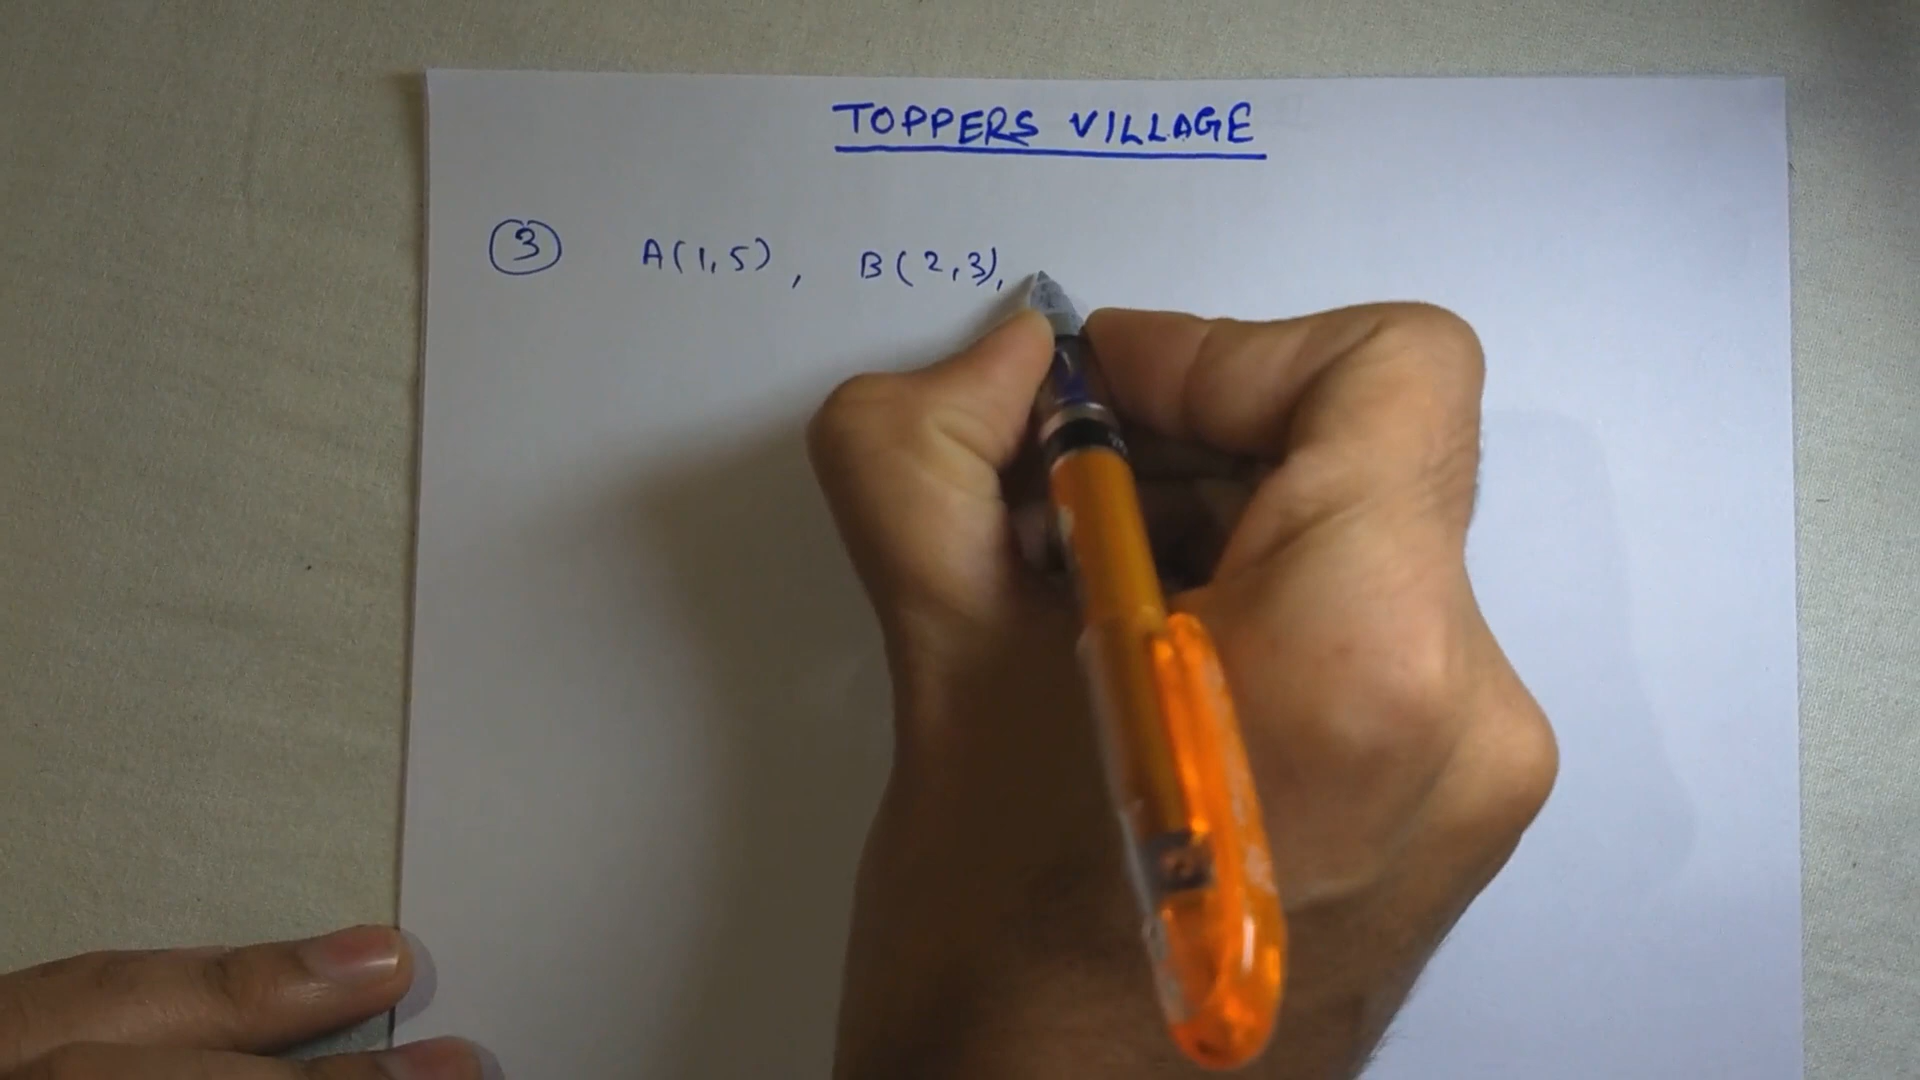 TOPPERS VILLAGE
3 A(1,5), B(2,3),